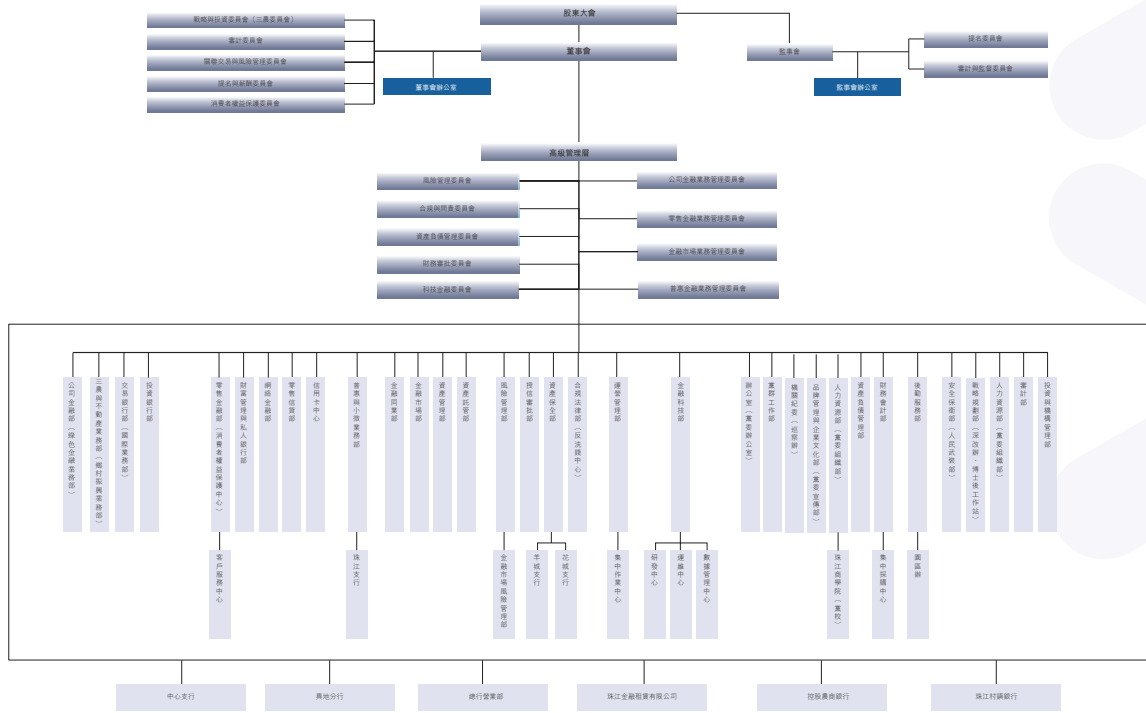 股東大會
戰略與投資委員會（三農委員會）
審計委員會
關聯交易與風險管理委員會
提名與薪酬委員會
消費者權益保護委員會
董事會
董事會辦公室
監事會
監事會辦公室
提名委員會
審計與監督委員會
高級管理層
風險管理委員會
合規與問責委員會
資產負債管理委員會
財務審批委員會
科技金融委員會
公司金融業務管理委員會
零售金融業務管理委員會
金融市場業務管理委員會
普惠金融業務管理委員會
公司金融部（綠色金融業務部）
三農與不動產業務部（鄉村振興業務部）
交易銀行部（國際業務部）
投資銀行部
零售金融部（消費者權益保護中心）
財富管理與私人銀行部
網絡金融部
零售信貸部
信用卡中心
普惠與小微業務部
金融同業部
金融市場部
資產管理部
資產託管部
風險管理部
授信審批部
資產保全部
合規法律部（反洗錢中心）
運營管理部
金融科技部
辦公室（黨委辦公室）
黨群工作部
機關紀委（巡察辦）
品牌管理與企業文化部（黨委宣傳部）
人力資源部（黨委組織部）
資產負債管理部
財務會計部
後勤服務部
安全保衛部（人民武裝部）
戰略規劃部（深改辦、博士後工作站）
人力資源部（黨委組織部）
審計部
投資與機構管理部
客戶服務中心
珠江支行
金融市場風險管理部
羊城支行
花城支行
集中作業中心
研發中心
運維中心
數據管理中心
珠江商學院（黨校）
集中採購中心
園區辦
中心支行
異地分行
總行營業部
珠江金融租賃有限公司
控股農商銀行
珠江村鎮銀行